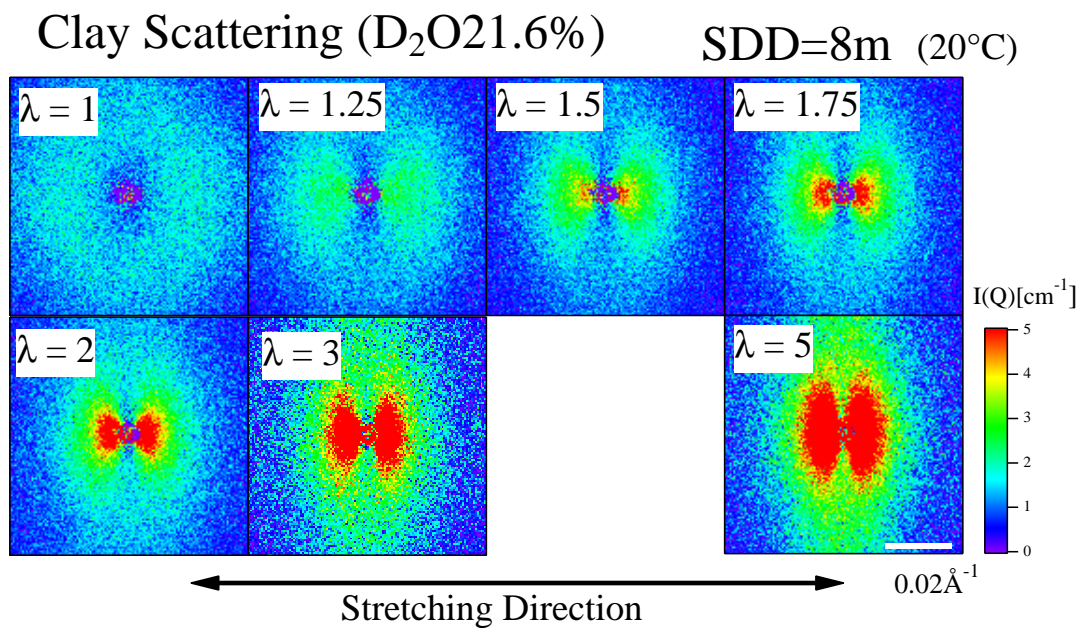 Clay Scattering (D₂O21.6%) SDD=8m (20°C)
λ = 1 λ = 1.25 λ = 1.5 λ = 1.75
I(Q)[cm⁻¹]
λ = 2 λ = 3 λ = 5
5
4
3
2
1
0
0.02Å⁻¹
Stretching Direction